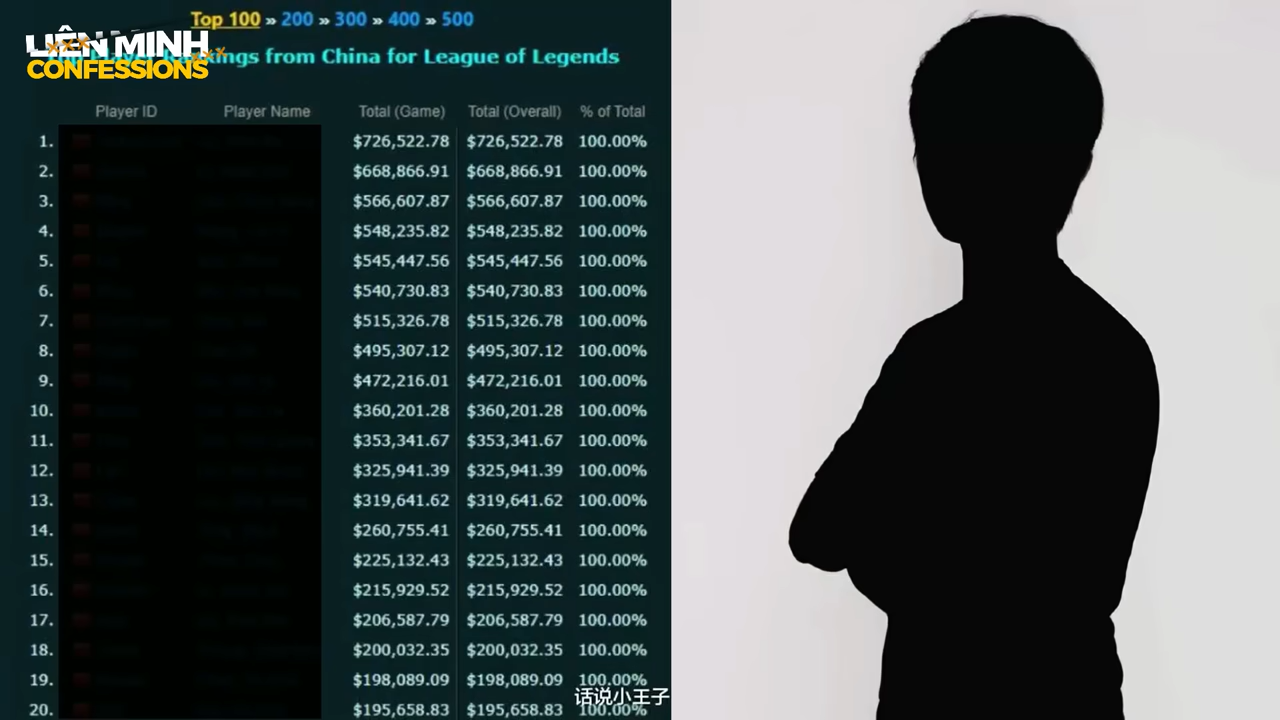 Top 100 » 200 » 300 » 400 » 500
LIÊN MINH
CONFESSIONS
ings from China for League of Legends
Player ID Player Name Total (Game) Total (Overall) % of Total
1. $726,522.78 $726,522.78 100.00%
2. $668,866.91 $668,866.91 100.00%
3. $566,607.87 $566,607.87 100.00%
4. $548,235.82 $548,235.82 100.00%
5. $545,447.56 $545,447.56 100.00%
6. $540,730.83 $540,730.83 100.00%
7. $515,326.78 $515,326.78 100.00%
8. $495,307.12 $495,307.12 100.00%
9. $472,216.01 $472,216.01 100.00%
10. $360,201.28 $360,201.28 100.00%
11. $353,341.67 $353,341.67 100.00%
12. $325,941.39 $325,941.39 100.00%
13. $319,641.62 $319,641.62 100.00%
14. $260,755.41 $260,755.41 100.00%
15. $225,132.43 $225,132.43 100.00%
16. $215,929.52 $215,929.52 100.00%
17. $206,587.79 $206,587.79 100.00%
18. $200,032.35 $200,032.35 100.00%
19. $198,089.09 $198,089.09 100.00%
话说小王子
20. $195,658.83 $195,658.83 100.00%